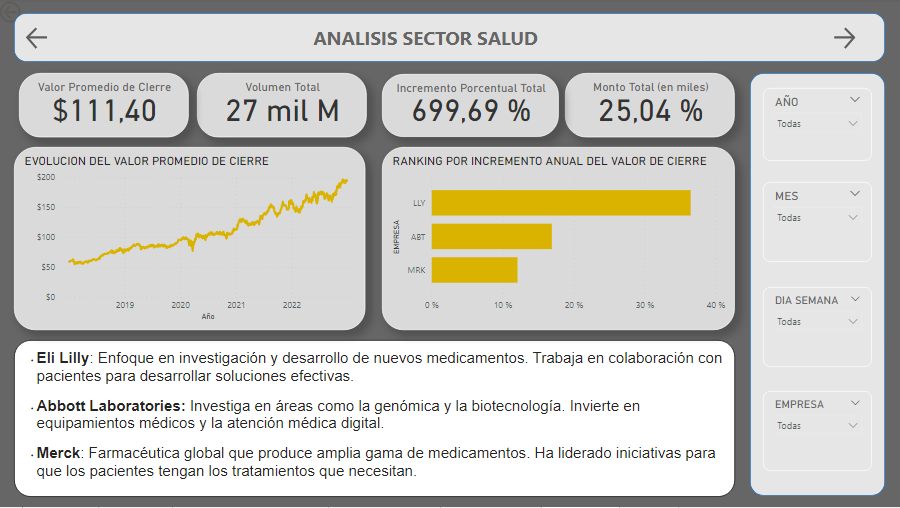 ANALISIS SECTOR SALUD
Valor Promedio de Cierre
$111,40
Volumen Total
27 mil M
Incremento Porcentual Total
699,69 %
Monto Total (en miles)
25,04 %
EVOLUCION DEL VALOR PROMEDIO DE CIERRE
$200
$150
$100
$50
$0
2019 2020 2021 2022
Año
RANKING POR INCREMENTO ANUAL DEL VALOR DE CIERRE
EMPRESA
LLY
ABT
MRK
0 % 10 % 20 % 30 % 40 %
AÑO
Todas
MES
Todas
DIA SEMANA
Todas
EMPRESA
Todas
· Eli Lilly: Enfoque en investigación y desarrollo de nuevos medicamentos. Trabaja en colaboración con
pacientes para desarrollar soluciones efectivas.
· Abbott Laboratories: Investiga en áreas como la genómica y la biotecnología. Invierte en
equipamientos médicos y la atención médica digital.
· Merck: Farmacéutica global que produce amplia gama de medicamentos. Ha liderado iniciativas para
que los pacientes tengan los tratamientos que necesitan.